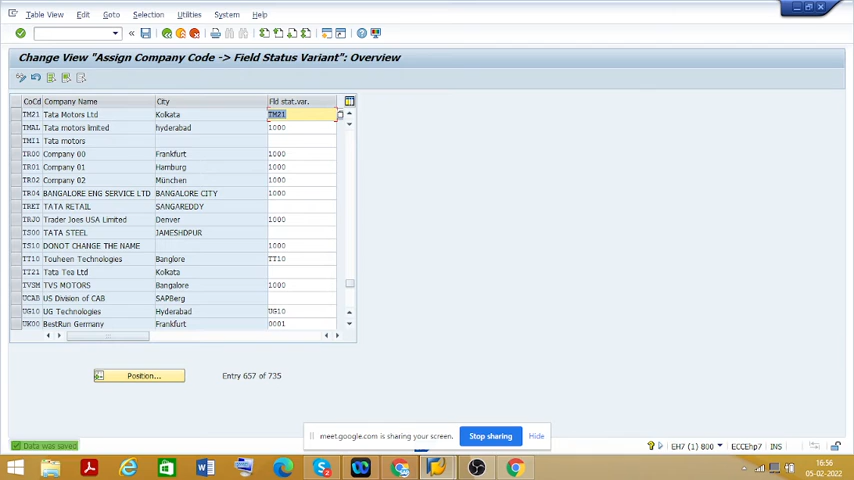 Table View Edit Goto Selection Utilities System Help
Change View "Assign Company Code -> Field Status Variant": Overview
CoCd Company Name City Fld stat.var.
TM21 Tata Motors Ltd Kolkata TM21
TMAL Tata motors limted hyderabad 1000
TMI1 Tata motors
TR00 Company 00 Frankfurt 1000
TR01 Company 01 Hamburg 1000
TR02 Company 02 München 1000
TR04 BANGALORE ENG SERVICE LTD BANGALORE CITY 1000
TRET TATA RETAIL SANGAREDDY
TRJO Trader Joes USA Limited Denver 1000
TS00 TATA STEEL JAMESHDPUR
TS10 DONOT CHANGE THE NAME 1000
TT10 Touheen Technologies Banglore TT10
TT21 Tata Tea Ltd Kolkata
TVSM TVS MOTORS Bangalore 1000
UCAB US Division of CAB SAPBerg
UG10 UG Technologies Hyderabad UG10
UK00 BestRun Germany Frankfurt 0001
Position... Entry 657 of 735
meet.google.com is sharing your screen. Stop sharing Hide
Data was saved EH7 (1) 800 ECCEhp7 INS
16:56
05-02-2022